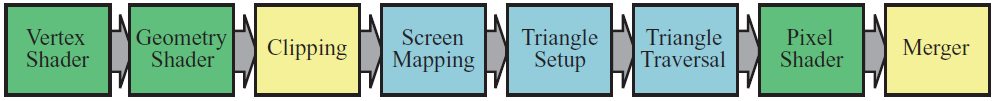 Vertex
Shader
Geometry
Shader
Clipping
Screen
Mapping
Triangle
Setup
Triangle
Traversal
Pixel
Shader
Merger